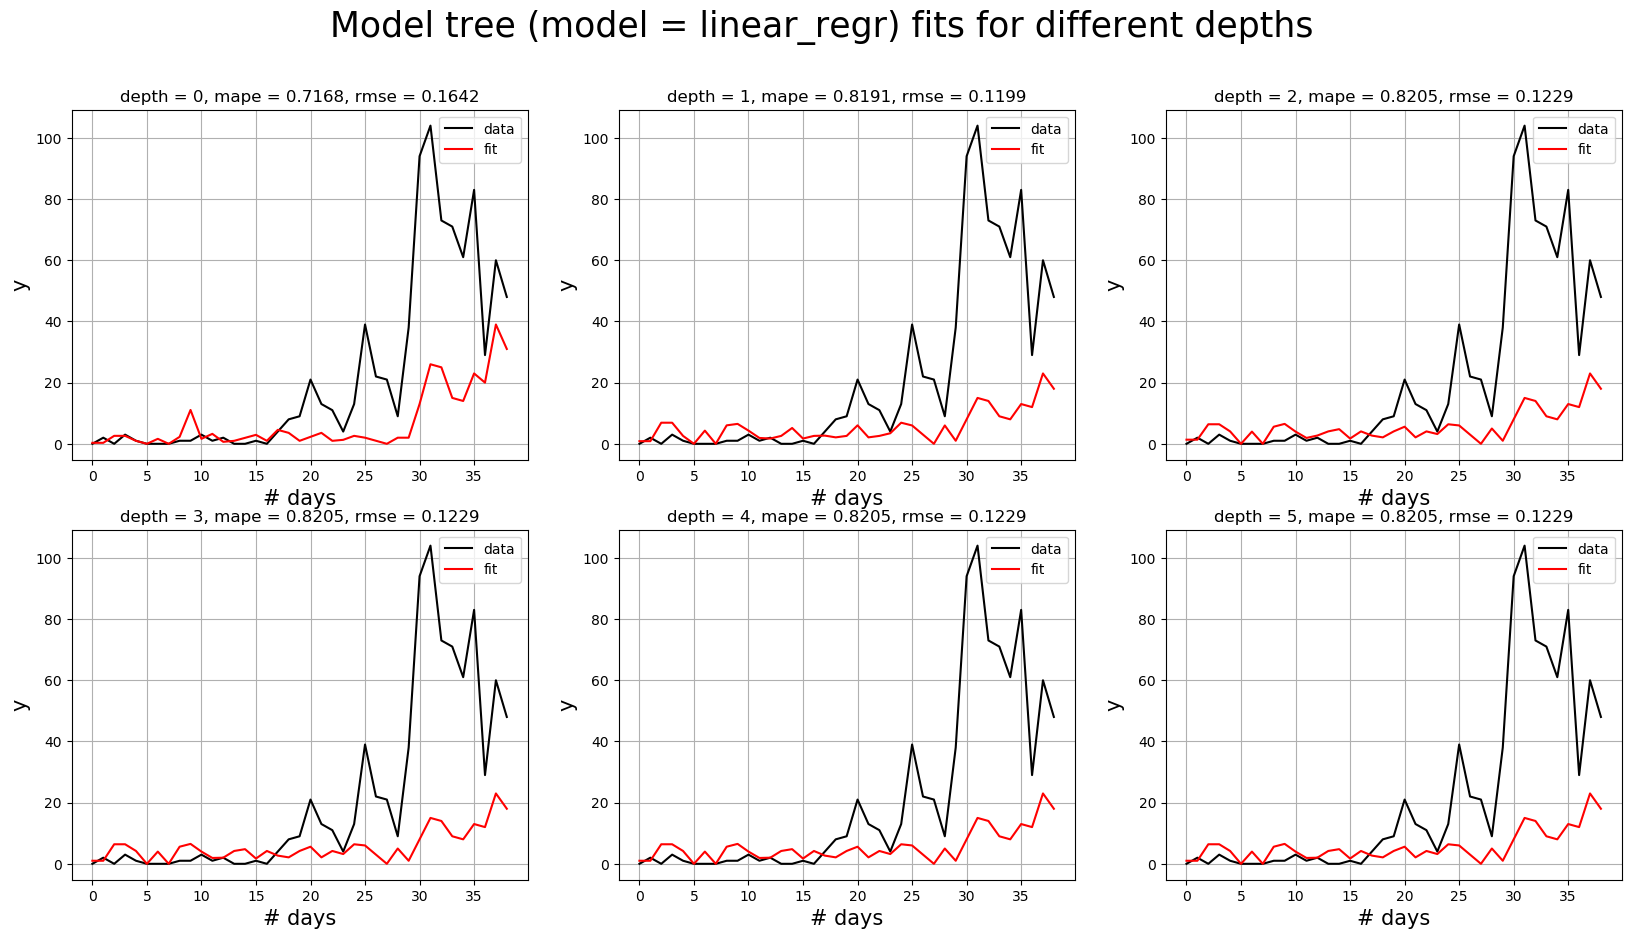 Model tree (model = linear_regr) fits for different depths
depth = 0, mape = 0.7168, rmse = 0.1642
100
80
60
40
20
0
y
data
fit
0 5 10 15 20 25 30 35
# days
depth = 1, mape = 0.8191, rmse = 0.1199
100
80
60
40
20
0
y
data
fit
0 5 10 15 20 25 30 35
# days
depth = 2, mape = 0.8205, rmse = 0.1229
100
80
60
40
20
0
y
data
fit
0 5 10 15 20 25 30 35
# days
depth = 3, mape = 0.8205, rmse = 0.1229
100
80
60
40
20
0
y
data
fit
0 5 10 15 20 25 30 35
# days
depth = 4, mape = 0.8205, rmse = 0.1229
100
80
60
40
20
0
y
data
fit
0 5 10 15 20 25 30 35
# days
depth = 5, mape = 0.8205, rmse = 0.1229
100
80
60
40
20
0
y
data
fit
0 5 10 15 20 25 30 35
# days